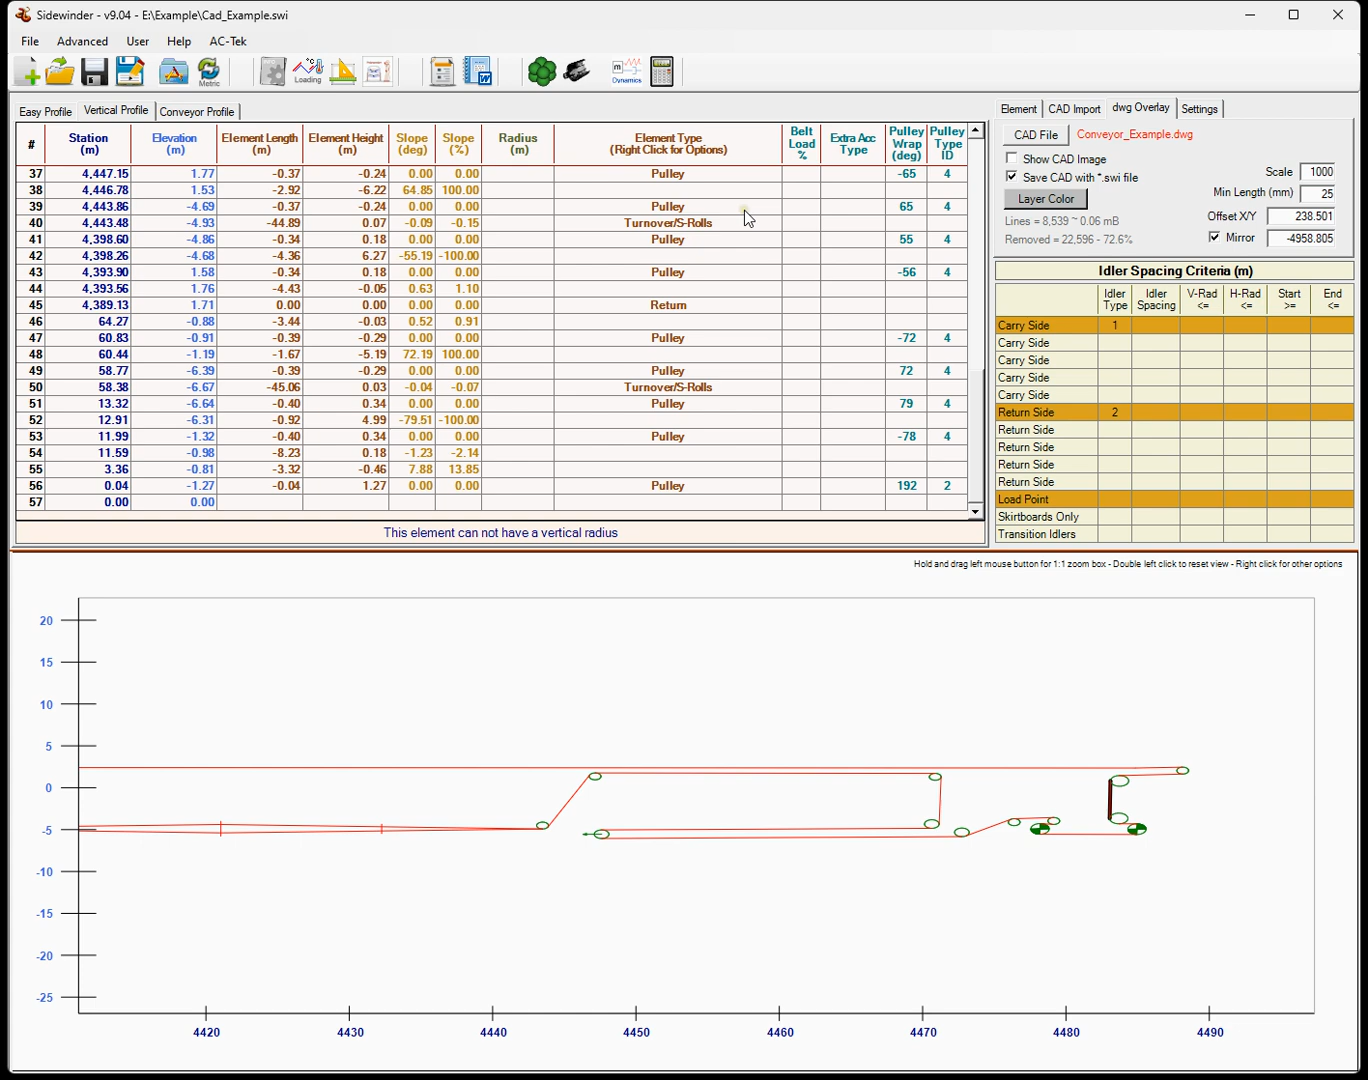 Sidewinder - v9.04 - E:\Example\Cad_Example.swi
File Advanced User Help AC-Tek
Metric Loading Dynamics
Easy Profile Vertical Profile Conveyor Profile
# Station (m) Elevation (m) Element Length (m) Element Height (m) Slope (deg) Slope (%) Radius (m) Element Type (Right Click for Options) Belt Load % Extra Acc Type Pulley Wrap (deg) Pulley Type ID
37 4,447.15 1.77 -0.37 -0.24 0.00 0.00 Pulley -65 4
38 4,446.78 1.53 -2.92 -6.22 64.85 100.00
39 4,443.86 -4.69 -0.37 -0.24 0.00 0.00 Pulley 65 4
40 4,443.48 -4.93 -44.89 0.07 -0.09 -0.15 Turnover/S-Rolls
41 4,398.60 -4.86 -0.34 0.18 0.00 0.00 Pulley 55 4
42 4,398.26 -4.68 -4.36 6.27 -55.19 -100.00
43 4,393.90 1.58 -0.34 0.18 0.00 0.00 Pulley -56 4
44 4,393.56 1.76 -4.43 -0.05 0.63 1.10
45 4,389.13 1.71 0.00 0.00 0.00 0.00 Return
46 64.27 -0.88 -3.44 -0.03 0.52 0.91
47 60.83 -0.91 -0.39 -0.29 0.00 0.00 Pulley -72 4
48 60.44 -1.19 -1.67 -5.19 72.19 100.00
49 58.77 -6.39 -0.39 -0.29 0.00 0.00 Pulley 72 4
50 58.38 -6.67 -45.06 0.03 -0.04 -0.07 Turnover/S-Rolls
51 13.32 -6.64 -0.40 0.34 0.00 0.00 Pulley 79 4
52 12.91 -6.31 -0.92 4.99 -79.51 -100.00
53 11.99 -1.32 -0.40 0.34 0.00 0.00 Pulley -78 4
54 11.59 -0.98 -8.23 0.18 -1.23 -2.14
55 3.36 -0.81 -3.32 -0.46 7.88 13.85
56 0.04 -1.27 -0.04 1.27 0.00 0.00 Pulley 192 2
57 0.00 0.00
This element can not have a vertical radius
Element CAD Import dwg Overlay Settings
CAD File Conveyor_Example.dwg
Show CAD Image
Save CAD with *.swi file
Layer Color
Lines = 8,539 ~ 0.06 mB
Removed = 22,596 - 72.6%
Scale 1000
Min Length (mm) 25
Offset X/Y 238.501
Mirror -4958.805
Idler Spacing Criteria (m)
Idler Type Idler Spacing V-Rad <= H-Rad <= Start >= End <=
Carry Side 1
Carry Side
Carry Side
Carry Side
Carry Side
Return Side 2
Return Side
Return Side
Return Side
Return Side
Load Point
Skirtboards Only
Transition Idlers
Hold and drag left mouse button for 1:1 zoom box - Double left click to reset view - Right click for other options
20
15
10
5
0
-5
-10
-15
-20
-25
4420 4430 4440 4450 4460 4470 4480 4490